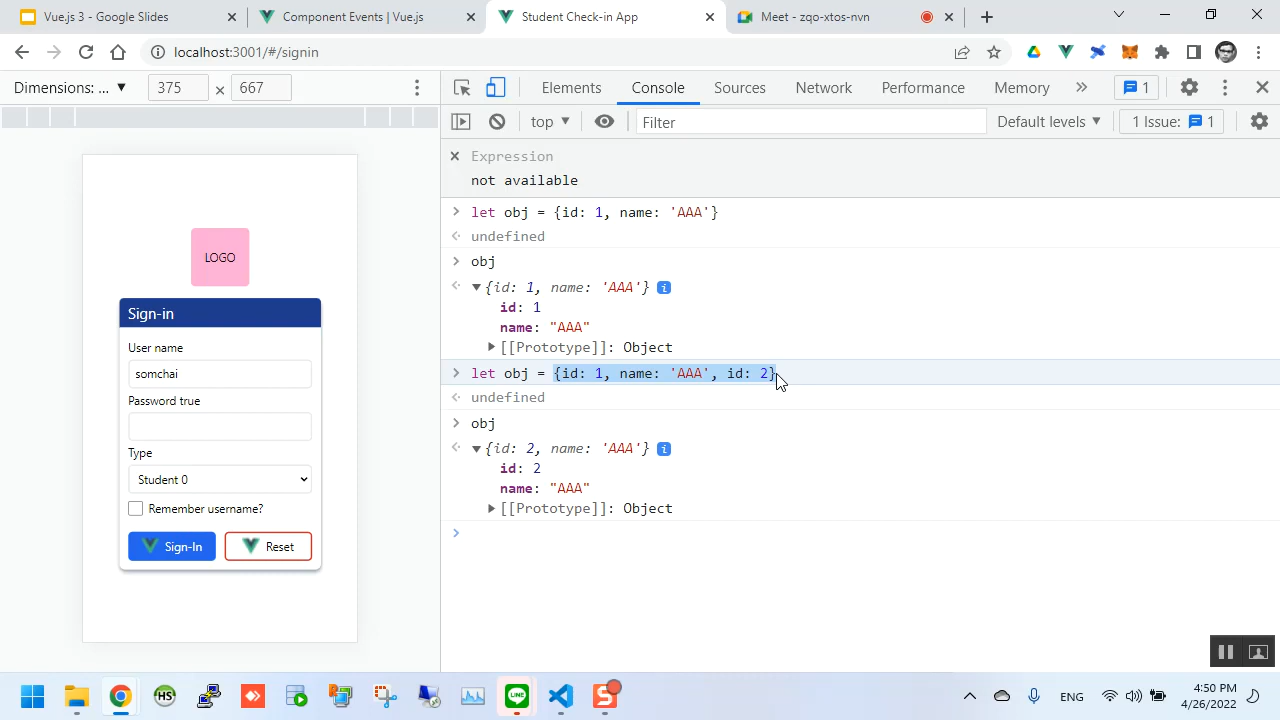 Vue.js 3 - Google Slides
Component Events | Vue.js
Student Check-in App
Meet - zqo-xtos-nvn
localhost:3001/#/signin
Dimensions: ...
375
×
667
Elements
Console
Sources
Network
Performance
Memory
1
top
Filter
Default levels
1 Issue:
1
Expression
not available
let obj = {id: 1, name: 'AAA'}
undefined
obj
{id: 1, name: 'AAA'}
id: 1
name: "AAA"
[[Prototype]]: Object
let obj = {id: 1, name: 'AAA', id: 2}
undefined
obj
{id: 2, name: 'AAA'}
id: 2
name: "AAA"
[[Prototype]]: Object
LOGO
Sign-in
User name
somchai
Password true
Type
Student 0
Remember username?
Sign-In
Reset
HS
LINE
S
ENG
4:50 PM
4/26/2022